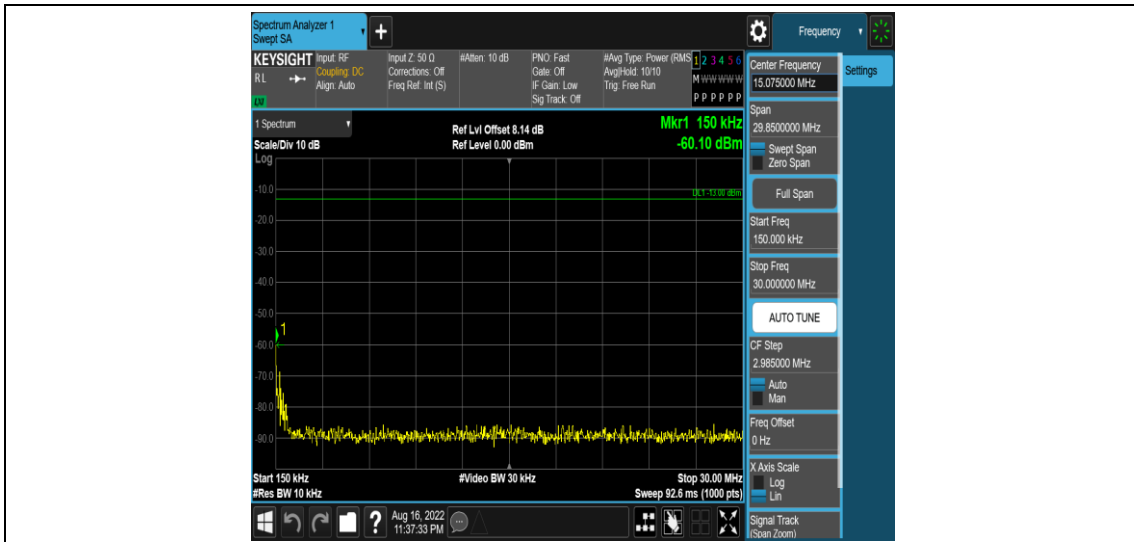 Spectrum Analyzer 1
Swept SA
+
Frequency
KEYSIGHT
RL
LM
Input: RF
Coupling: DC
Align: Auto
Input Z: 50 Ω
Corrections: Off
Freq Ref: Int (S)
#Atten: 10 dB
PNO: Fast
Gate: Off
IF Gain: Low
Sig Track: Off
#Avg Type: Power (RMS
Avg|Hold: 10/10
Trig: Free Run
1 2 3 4 5 6
M W W W W W
P P P P P P
1 Spectrum
Scale/Div 10 dB
Log
Ref Lvl Offset 8.14 dB
Ref Level 0.00 dBm
Mkr1 150 kHz
-60.10 dBm
DL1 -13.00 dBm
-10.0
-20.0
-30.0
-40.0
-50.0
1
-60.0
-70.0
-80.0
-90.0
Start 150 kHz
#Res BW 10 kHz
#Video BW 30 kHz
Stop 30.00 MHz
Sweep 92.6 ms (1000 pts)
?
Aug 16, 2022
11:37:33 PM
Center Frequency
15.075000 MHz
Settings
Span
29.8500000 MHz
Swept Span
Zero Span
Full Span
Start Freq
150.000 kHz
Stop Freq
30.000000 MHz
AUTO TUNE
CF Step
2.985000 MHz
Auto
Man
Freq Offset
0 Hz
X Axis Scale
Log
Lin
Signal Track
(Span Zoom)